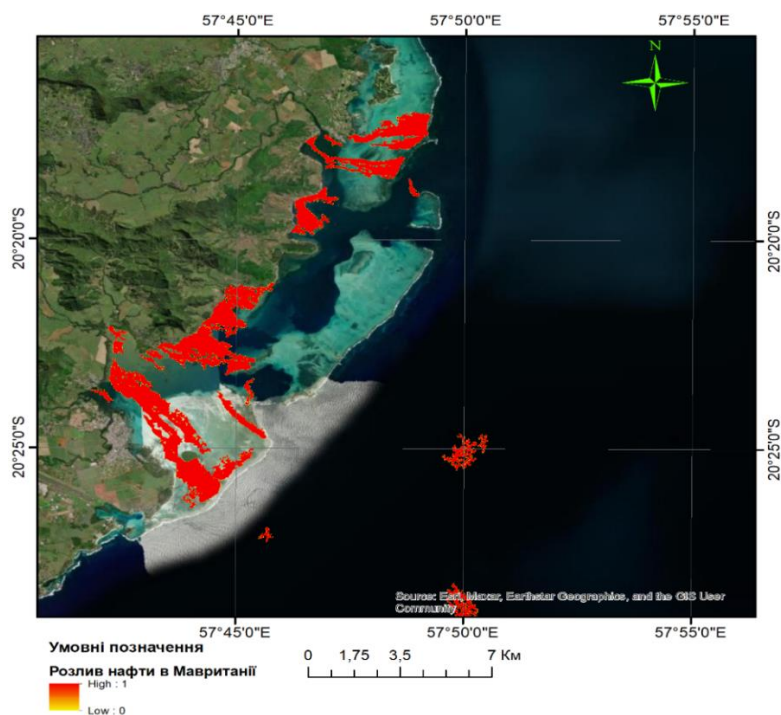 57°45'0"E 57°50'0"E 57°55'0"E
N
20°20'0"S 20°20'0"S
20°25'0"S 20°25'0"S
Source: Esri, Maxar, Earthstar Geographics, and the GIS User
Community
57°45'0"E 57°50'0"E 57°55'0"E
Умовні позначення
Розлив нафти в Мавританії
High : 1
Low : 0
0 1,75 3,5 7 Км